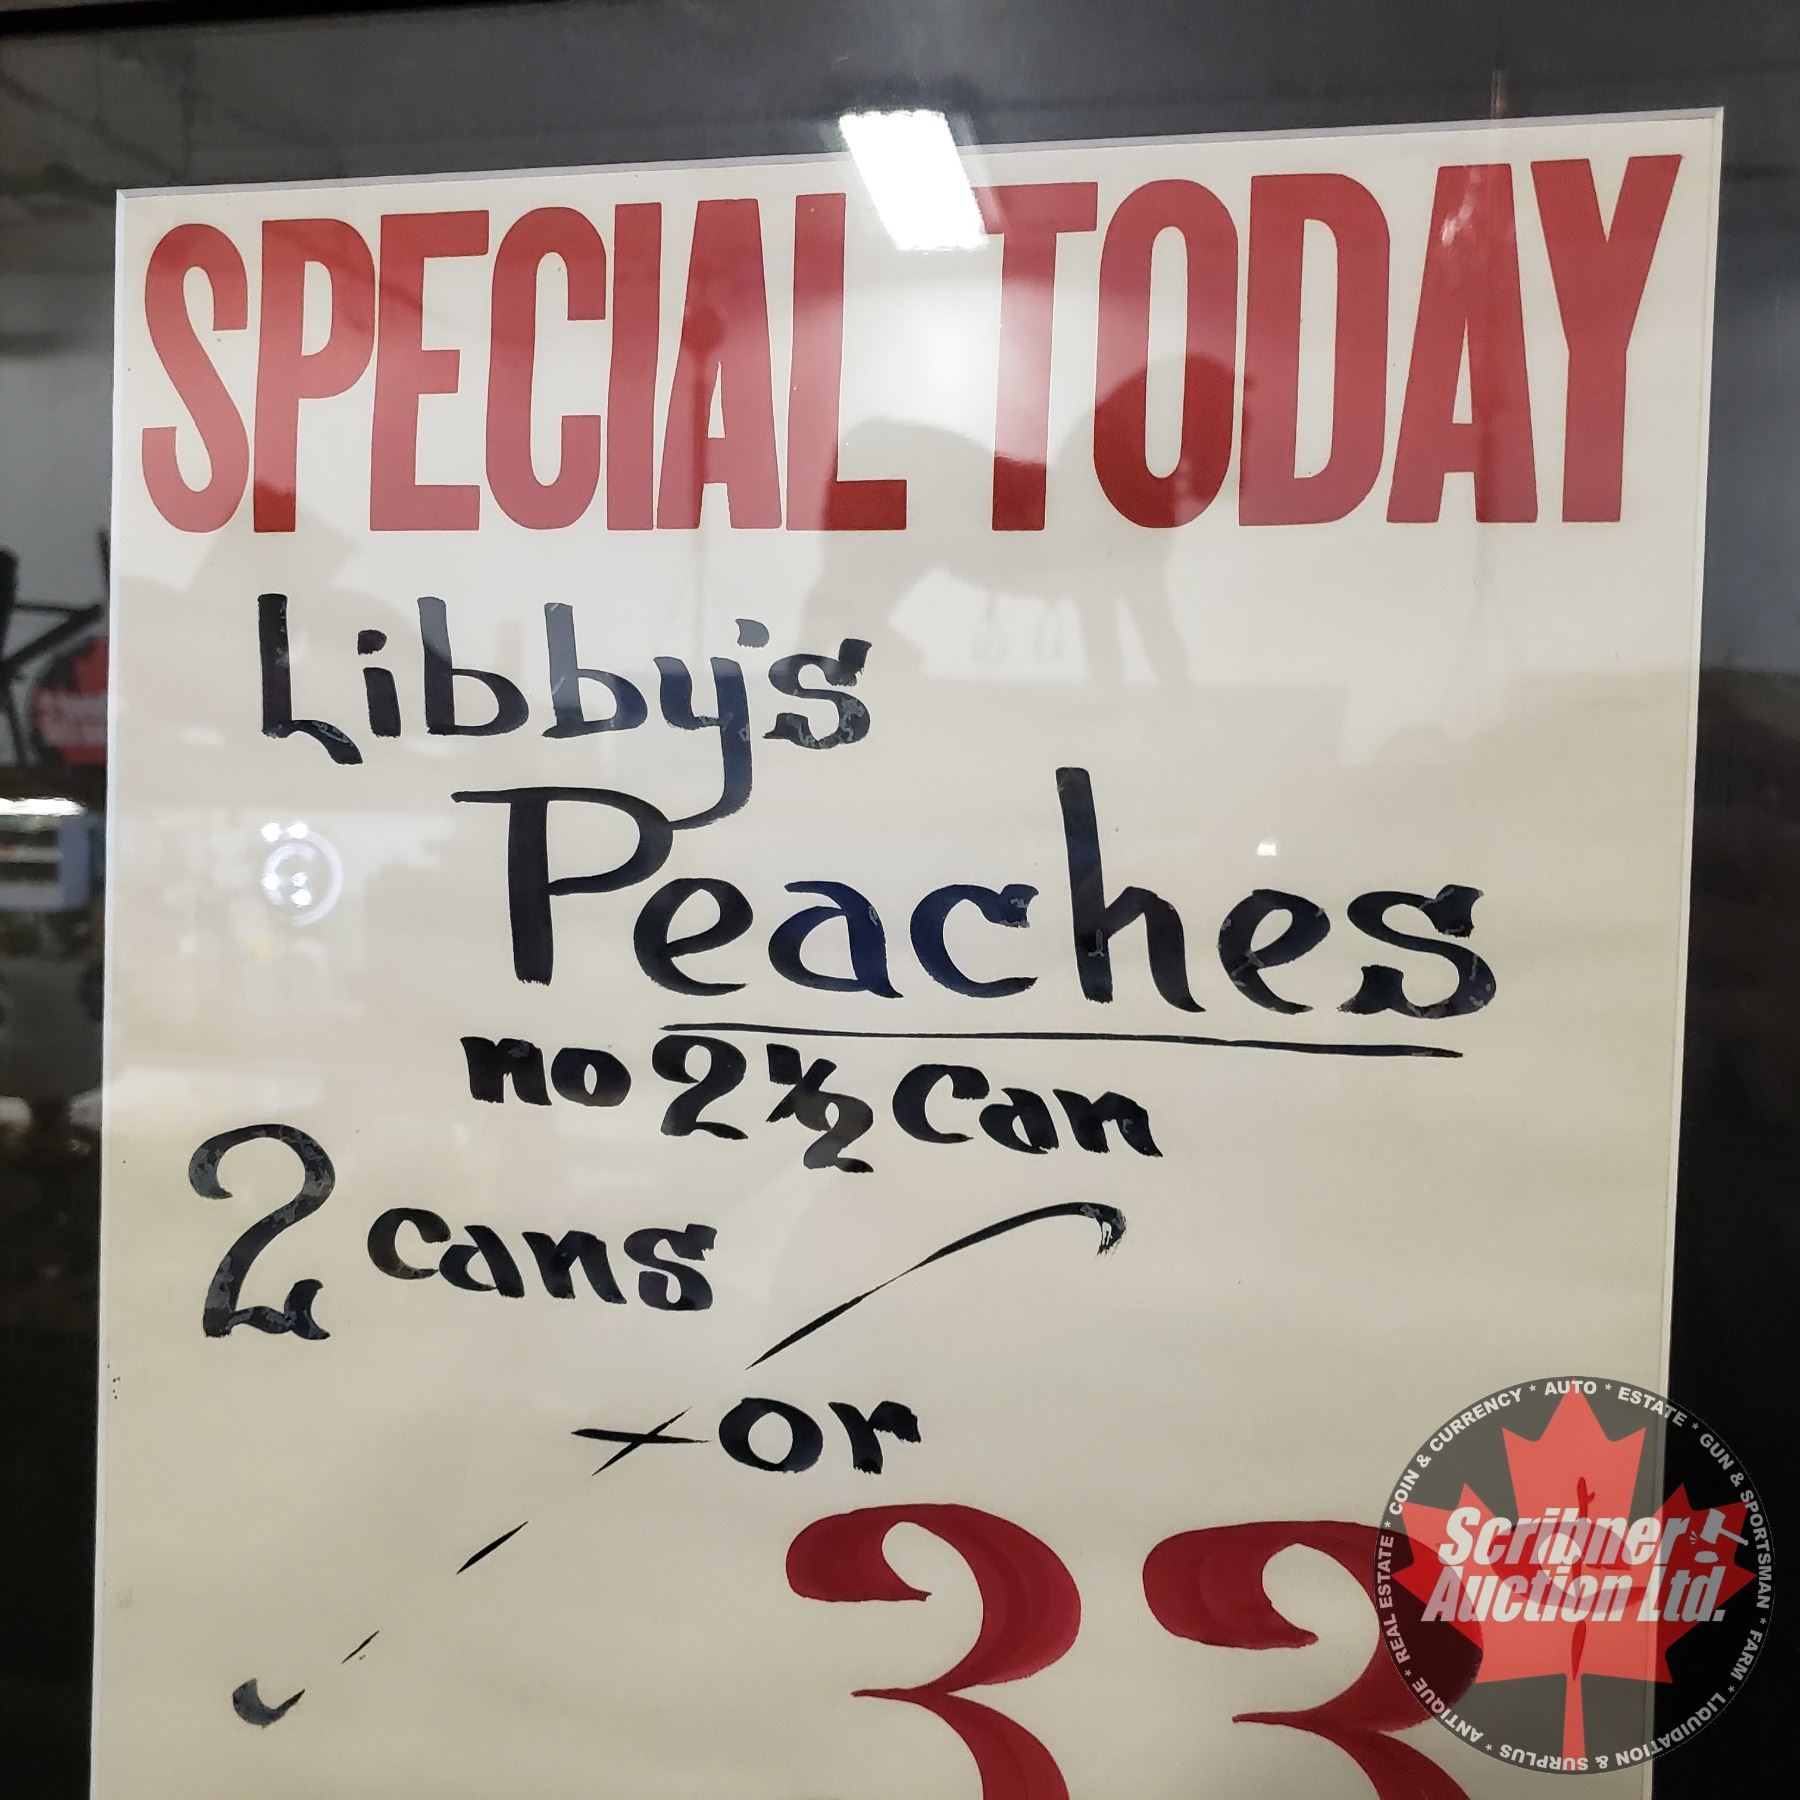 SPECIAL TODAY
Libby's
Peaches
no 2½ Can
2 cans
or
33¢
Scribner
Auction Ltd.
REAL ESTATE * COIN & CURRENCY * AUTO * ESTATE * GUN & SPORTSMAN * FARM * LIQUIDATION & SURPLUS * ANTIQUE *